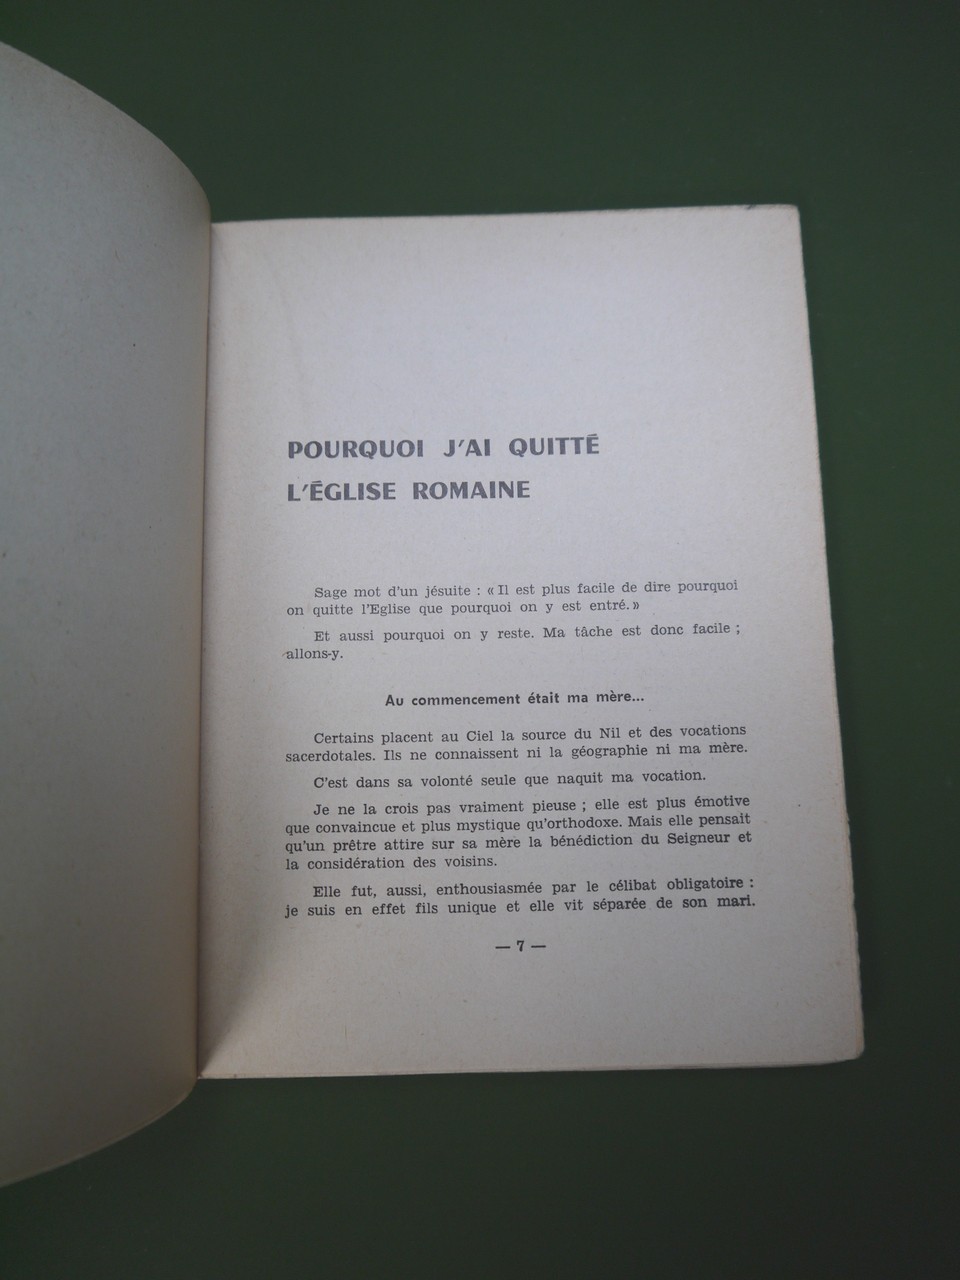 POURQUOI J'AI QUITTÉ
L'ÉGLISE ROMAINE
Sage mot d'un jésuite : « Il est plus facile de dire pourquoi
on quitte l'Eglise que pourquoi on y est entré. »
Et aussi pourquoi on y reste. Ma tâche est donc facile ;
allons-y.
Au commencement était ma mère...
Certains placent au Ciel la source du Nil et des vocations
sacerdotales. Ils ne connaissent ni la géographie ni ma mère.
C'est dans sa volonté seule que naquit ma vocation.
Je ne la crois pas vraiment pieuse ; elle est plus émotive
que convaincue et plus mystique qu'orthodoxe. Mais elle pensait
qu'un prêtre attire sur sa mère la bénédiction du Seigneur et
la considération des voisins.
Elle fut, aussi, enthousiasmée par le célibat obligatoire :
je suis en effet fils unique et elle vit séparée de son mari.
— 7 —